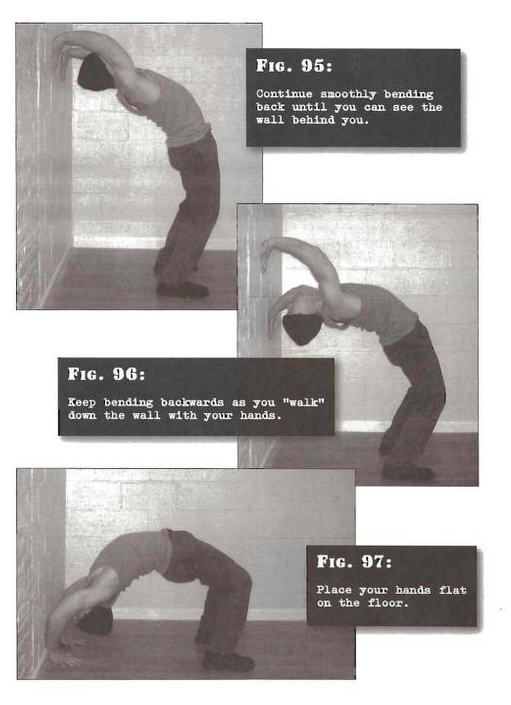 Fig. 95:
Continue smoothly bending
back until you can see the
wall behind you.
Fig. 96:
Keep bending backwards as you "walk"
down the wall with your hands.
Fig. 97:
Place your hands flat
on the floor.